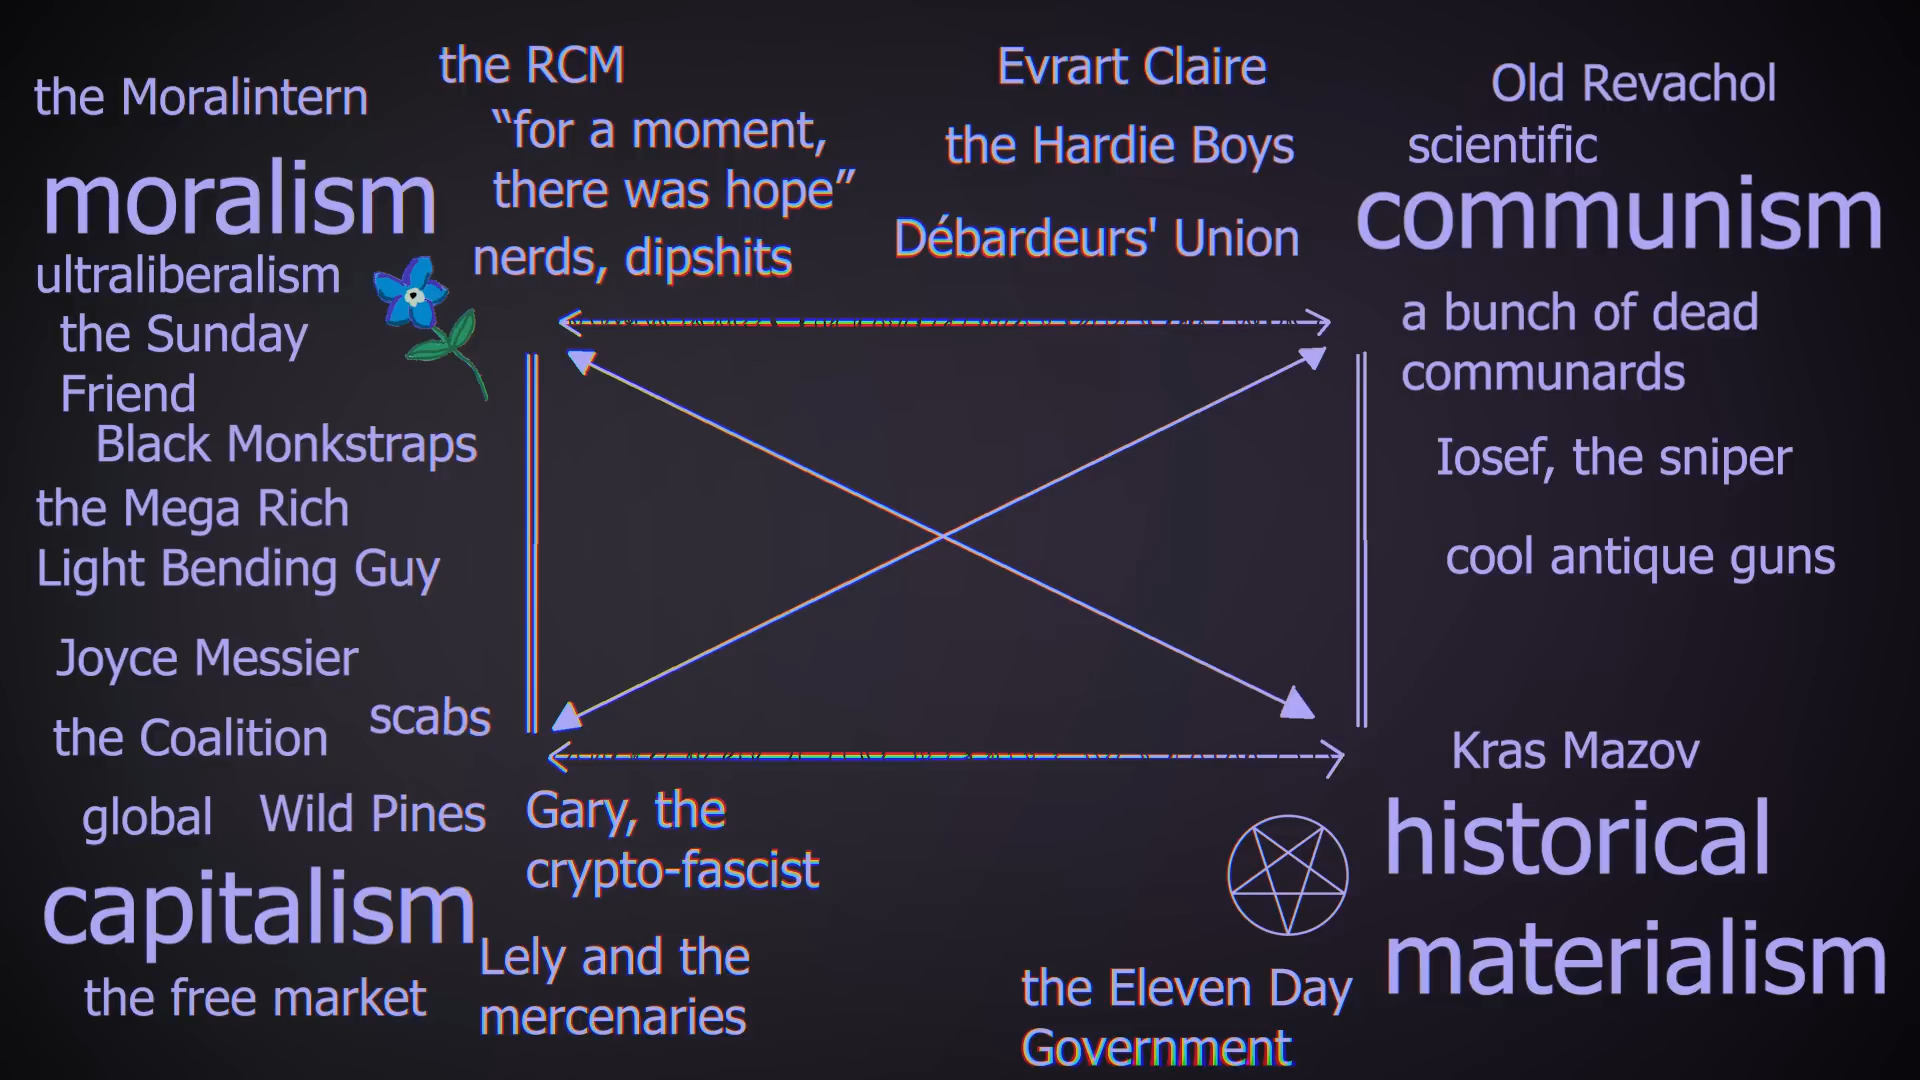 the Moralintern
moralism
ultraliberalism
the Sunday
Friend
Black Monkstraps
the Mega Rich
Light Bending Guy
Joyce Messier
the Coalition
scabs
global
Wild Pines
capitalism
the free market
the RCM
“for a moment,
there was hope”
nerds, dipshits
Gary, the
crypto-fascist
Lely and the
mercenaries
Evrart Claire
the Hardie Boys
Débardeurs' Union
Old Revachol
scientific
communism
a bunch of dead
communards
Iosef, the sniper
cool antique guns
Kras Mazov
historical
materialism
the Eleven Day
Government